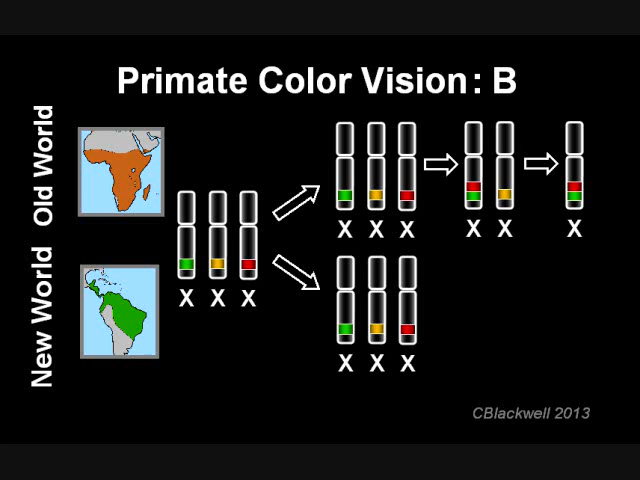 Primate Color Vision: B
Old World
New World
X X X
X X X
X X
X
X X X
CBlackwell 2013